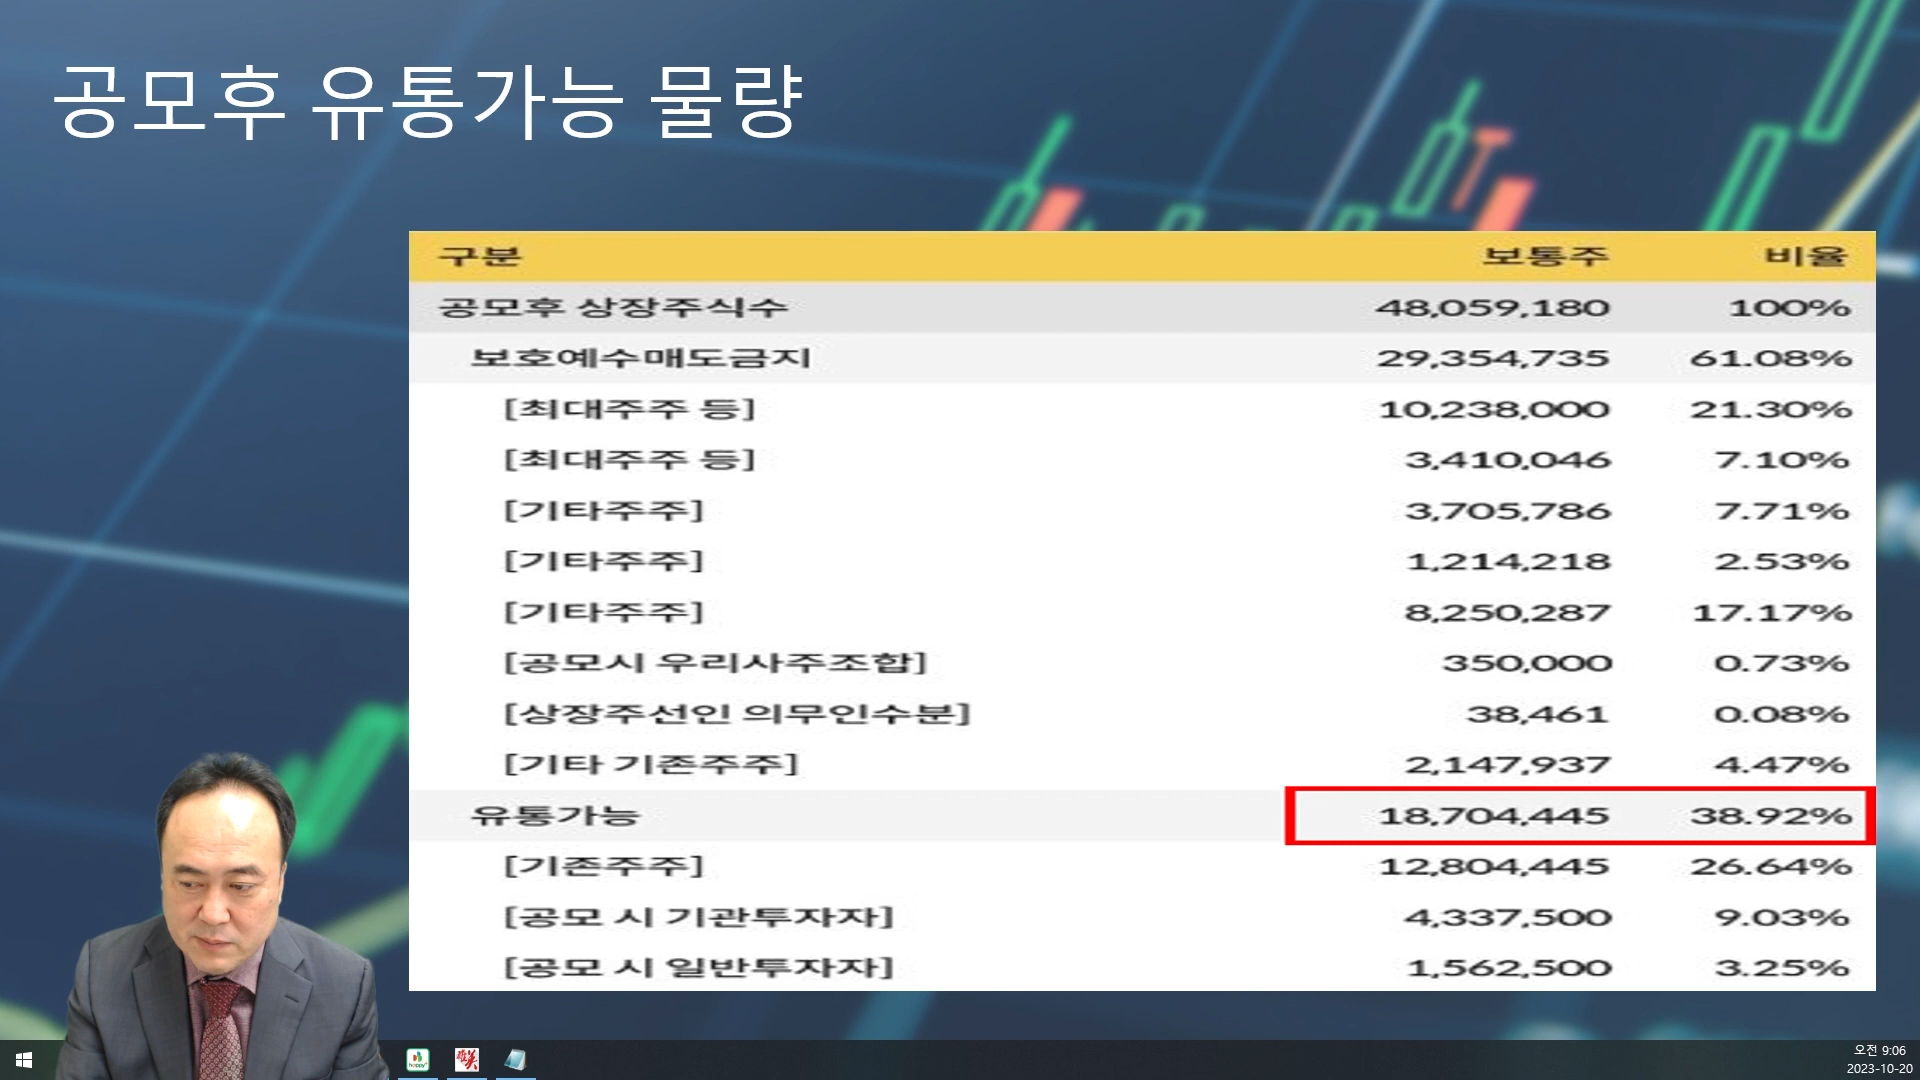 공모후 유통가능 물량
구분 보통주 비율
공모후 상장주식수 48,059,180 100%
보호예수매도금지 29,354,735 61.08%
[최대주주 등] 10,238,000 21.30%
[최대주주 등] 3,410,046 7.10%
[기타주주] 3,705,786 7.71%
[기타주주] 1,214,218 2.53%
[기타주주] 8,250,287 17.17%
[공모시 우리사주조합] 350,000 0.73%
[상장주선인 의무인수분] 38,461 0.08%
[기타 기존주주] 2,147,937 4.47%
유통가능 18,704,445 38.92%
[기존주주] 12,804,445 26.64%
[공모 시 기관투자자] 4,337,500 9.03%
[공모 시 일반투자자] 1,562,500 3.25%
오전 9:06
2023-10-20